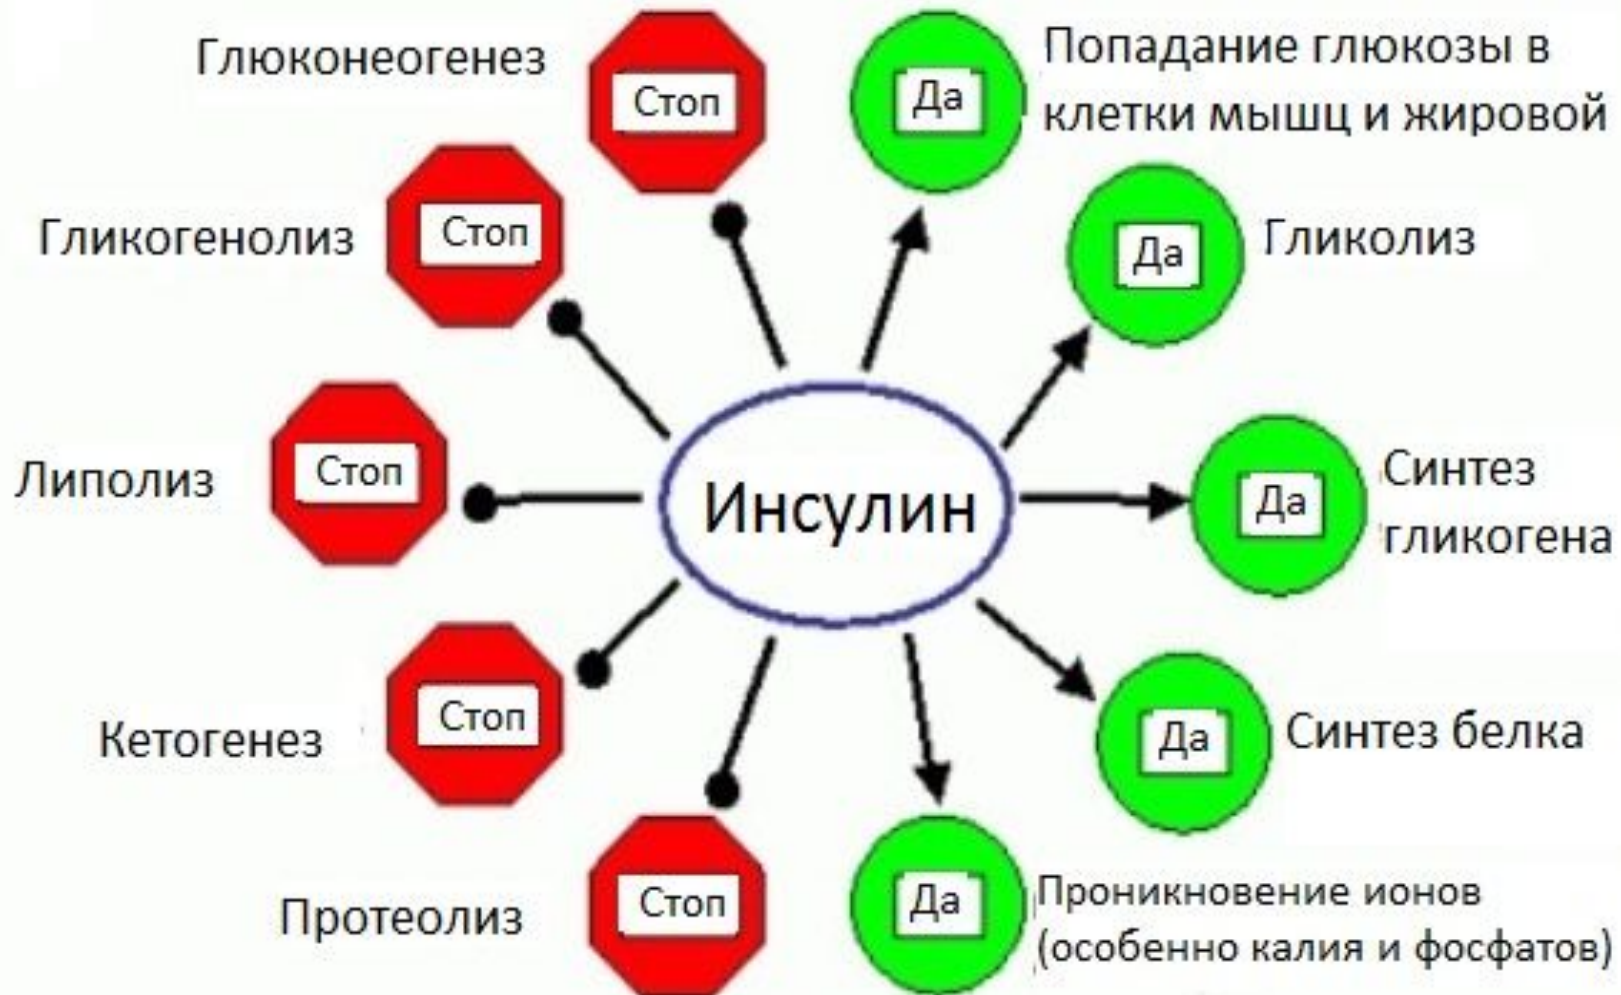 Глюконеогенез
Стоп
Да
Попадание глюкозы в
клетки мышц и жировой
Гликогенолиз
Стоп
Да
Гликолиз
Липолиз
Стоп
Инсулин
Да
Синтез
гликогена
Кетогенез
Стоп
Да
Синтез белка
Протеолиз
Стоп
Да
Проникновение ионов
(особенно калия и фосфатов)